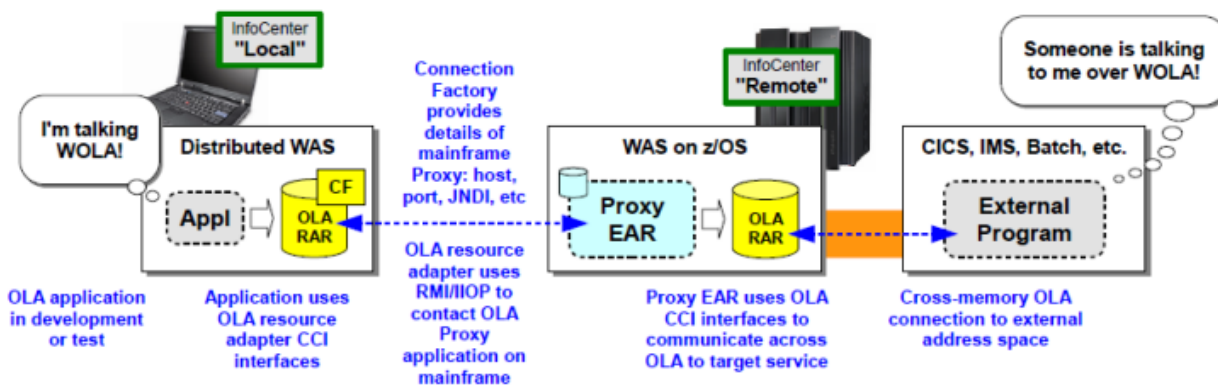 InfoCenter
"Local"
I'm talking
WOLA!
Distributed WAS
Appl
CF
OLA
RAR
Connection
Factory
provides
details of
mainframe
Proxy: host,
port, JNDI, etc
InfoCenter
"Remote"
WAS on z/OS
Proxy
EAR
OLA
RAR
Someone is talking
to me over WOLA!
CICS, IMS, Batch, etc.
External
Program
OLA application
in development
or test
Application uses
OLA resource
adapter CCI
interfaces
OLA resource
adapter uses
RMI/IIOP to
contact OLA
Proxy
application on
mainframe
Proxy EAR uses OLA
CCI interfaces to
communicate across
OLA to target service
Cross-memory OLA
connection to external
address space